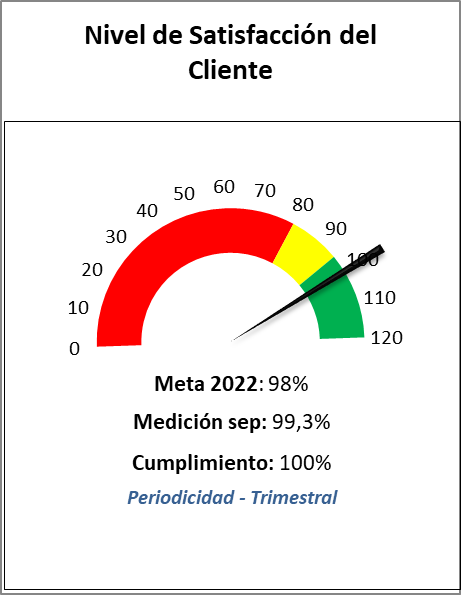 Nivel de Satisfacción del
Cliente
0
10
20
30
40
50
60
70
80
90
100
110
120
Meta 2022: 98%
Medición sep: 99,3%
Cumplimiento: 100%
Periodicidad - Trimestral